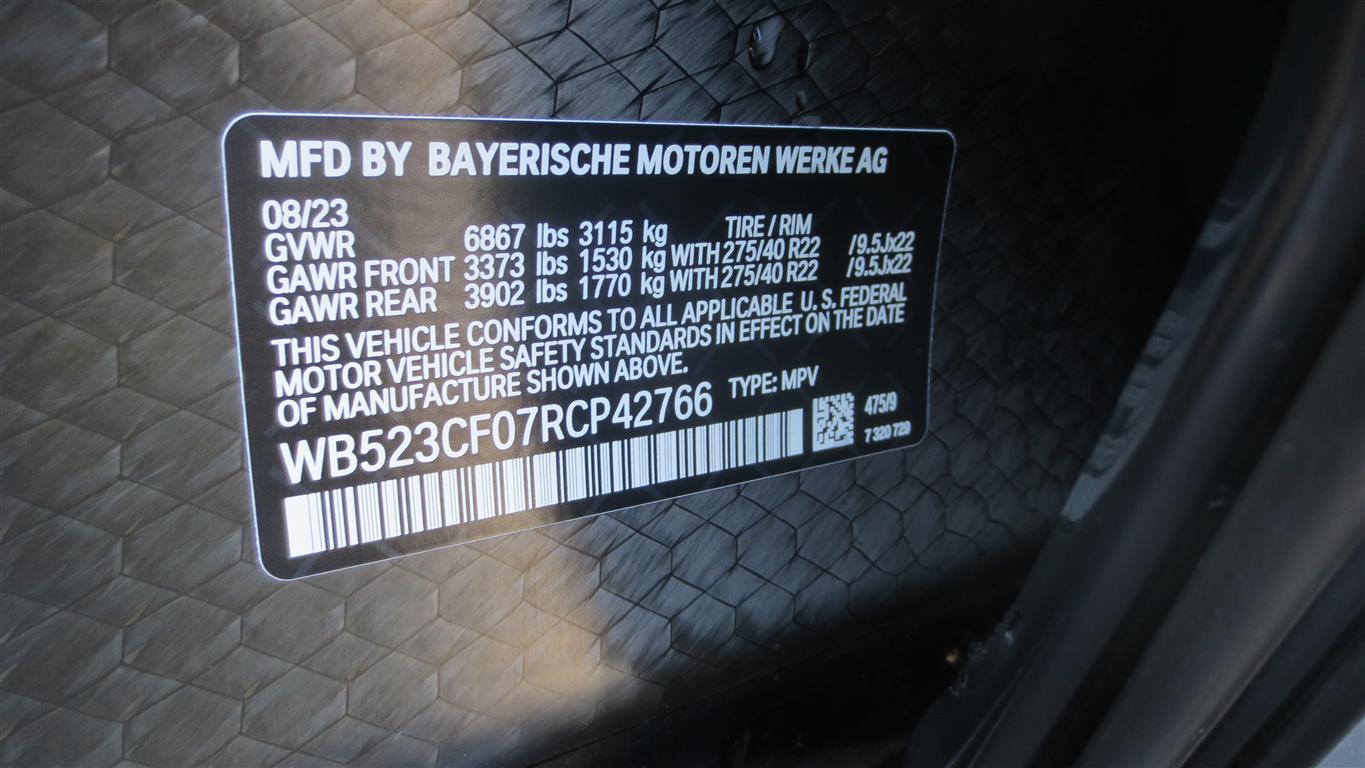 MFD BY BAYERISCHE MOTOREN WERKE AG
08/23 TIRE / RIM
GVWR 6867 lbs 3115 kg
GAWR FRONT 3373 lbs 1530 kg WITH 275/40 R22 /9.5Jx22
GAWR REAR 3902 lbs 1770 kg WITH 275/40 R22 /9.5Jx22
THIS VEHICLE CONFORMS TO ALL APPLICABLE U. S. FEDERAL
MOTOR VEHICLE SAFETY STANDARDS IN EFFECT ON THE DATE
OF MANUFACTURE SHOWN ABOVE.
WB523CF07RCP42766 TYPE: MPV
475/9
7 320 729